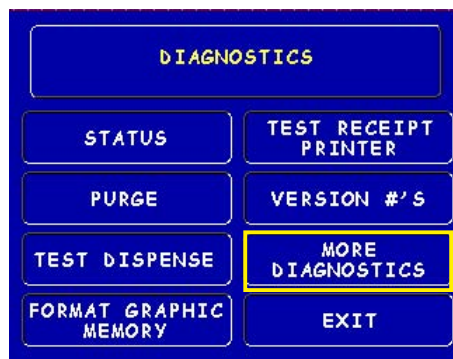 DIAGNOSTICS
STATUS
TEST RECEIPT
PRINTER
PURGE
VERSION #'S
TEST DISPENSE
MORE
DIAGNOSTICS
FORMAT GRAPHIC
MEMORY
EXIT